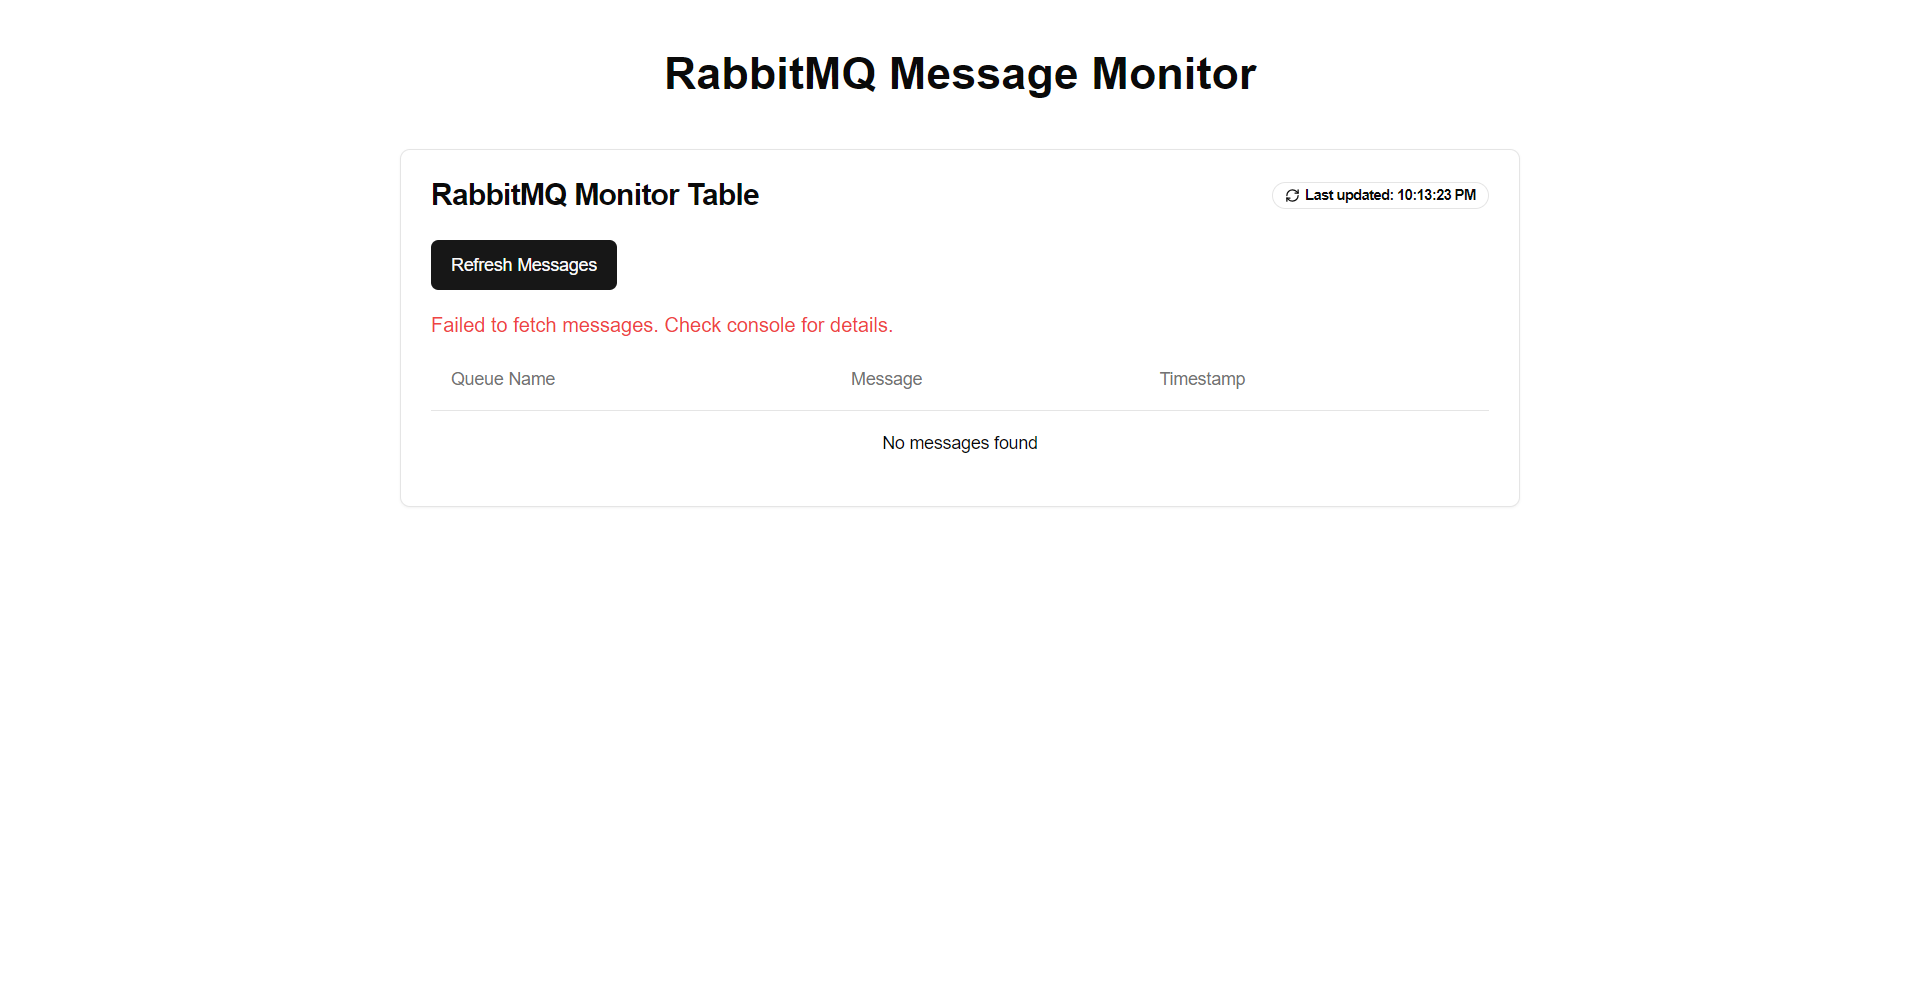 RabbitMQ Message Monitor
RabbitMQ Monitor Table
Last updated: 10:13:23 PM
Refresh Messages
Failed to fetch messages. Check console for details.
Queue Name Message Timestamp
No messages found